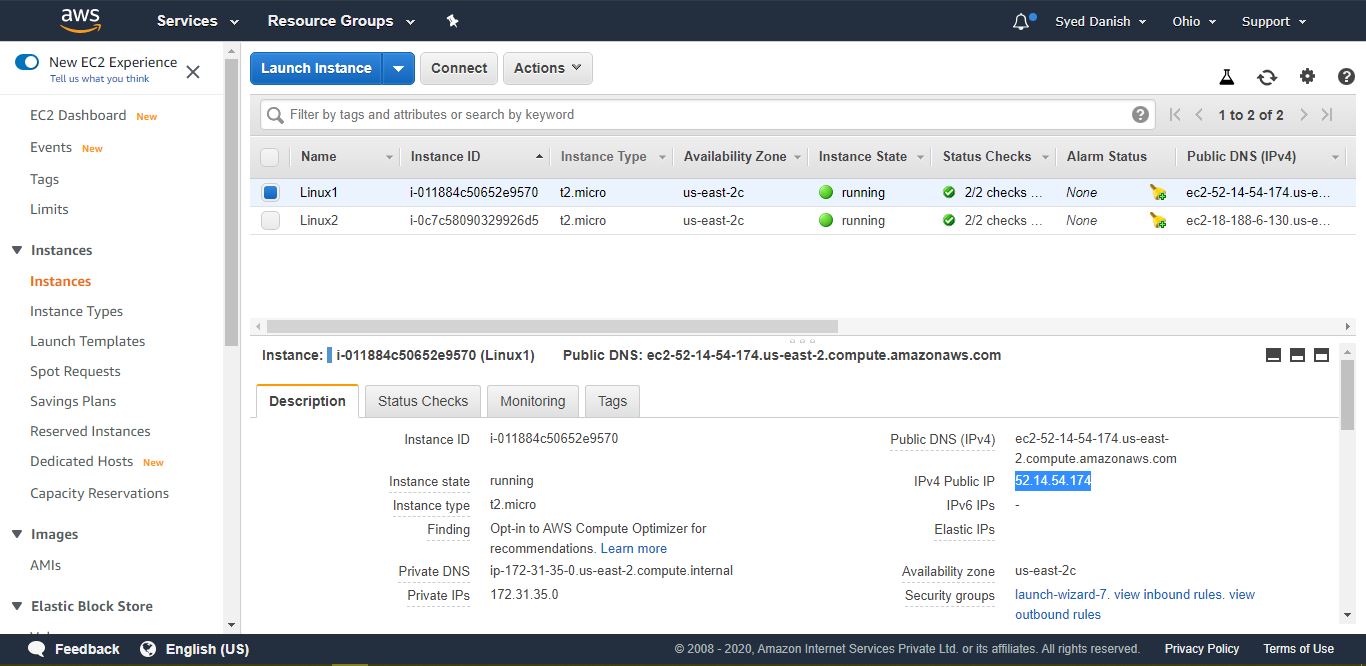 aws Services Resource Groups Syed Danish Ohio Support
New EC2 Experience
Tell us what you think
EC2 Dashboard New
Events New
Tags
Limits
Instances
Instances
Instance Types
Launch Templates
Spot Requests
Savings Plans
Reserved Instances
Dedicated Hosts New
Capacity Reservations
Images
AMIs
Elastic Block Store
Launch Instance Connect Actions
Filter by tags and attributes or search by keyword 1 to 2 of 2
Name Instance ID Instance Type Availability Zone Instance State Status Checks Alarm Status Public DNS (IPv4)
Linux1 i-011884c50652e9570 t2.micro us-east-2c running 2/2 checks ... None ec2-52-14-54-174.us-e...
Linux2 i-0c7c58090329926d5 t2.micro us-east-2c running 2/2 checks ... None ec2-18-188-6-130.us-e...
Instance: i-011884c50652e9570 (Linux1) Public DNS: ec2-52-14-54-174.us-east-2.compute.amazonaws.com
Description Status Checks Monitoring Tags
Instance ID i-011884c50652e9570
Instance state running
Instance type t2.micro
Finding Opt-in to AWS Compute Optimizer for
recommendations. Learn more
Private DNS ip-172-31-35-0.us-east-2.compute.internal
Private IPs 172.31.35.0
Public DNS (IPv4) ec2-52-14-54-174.us-east-
2.compute.amazonaws.com
IPv4 Public IP 52.14.54.174
IPv6 IPs -
Elastic IPs
Availability zone us-east-2c
Security groups launch-wizard-7. view inbound rules. view
outbound rules
Feedback English (US) © 2008 - 2020, Amazon Internet Services Private Ltd. or its affiliates. All rights reserved. Privacy Policy Terms of Use